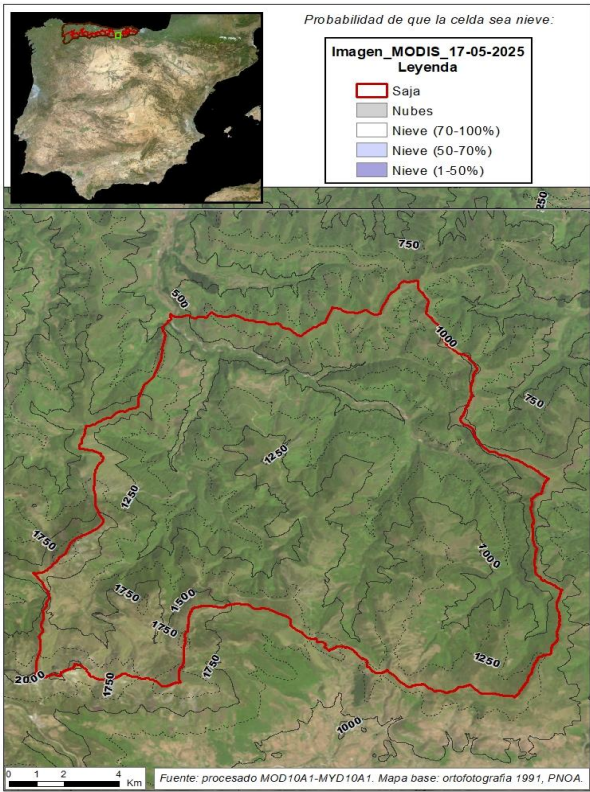 Probabilidad de que la celda sea nieve:
Imagen_MODIS_17-05-2025
Leyenda
Saja
Nubes
Nieve (70-100%)
Nieve (50-70%)
Nieve (1-50%)
250
750
500
1000
750
1250
1250
1750
7000
1750
1500
1750
1750
1250
2000
1750
1000
0 1 2 4
Km
Fuente: procesado MOD10A1-MYD10A1. Mapa base: ortofotografía 1991, PNOA.